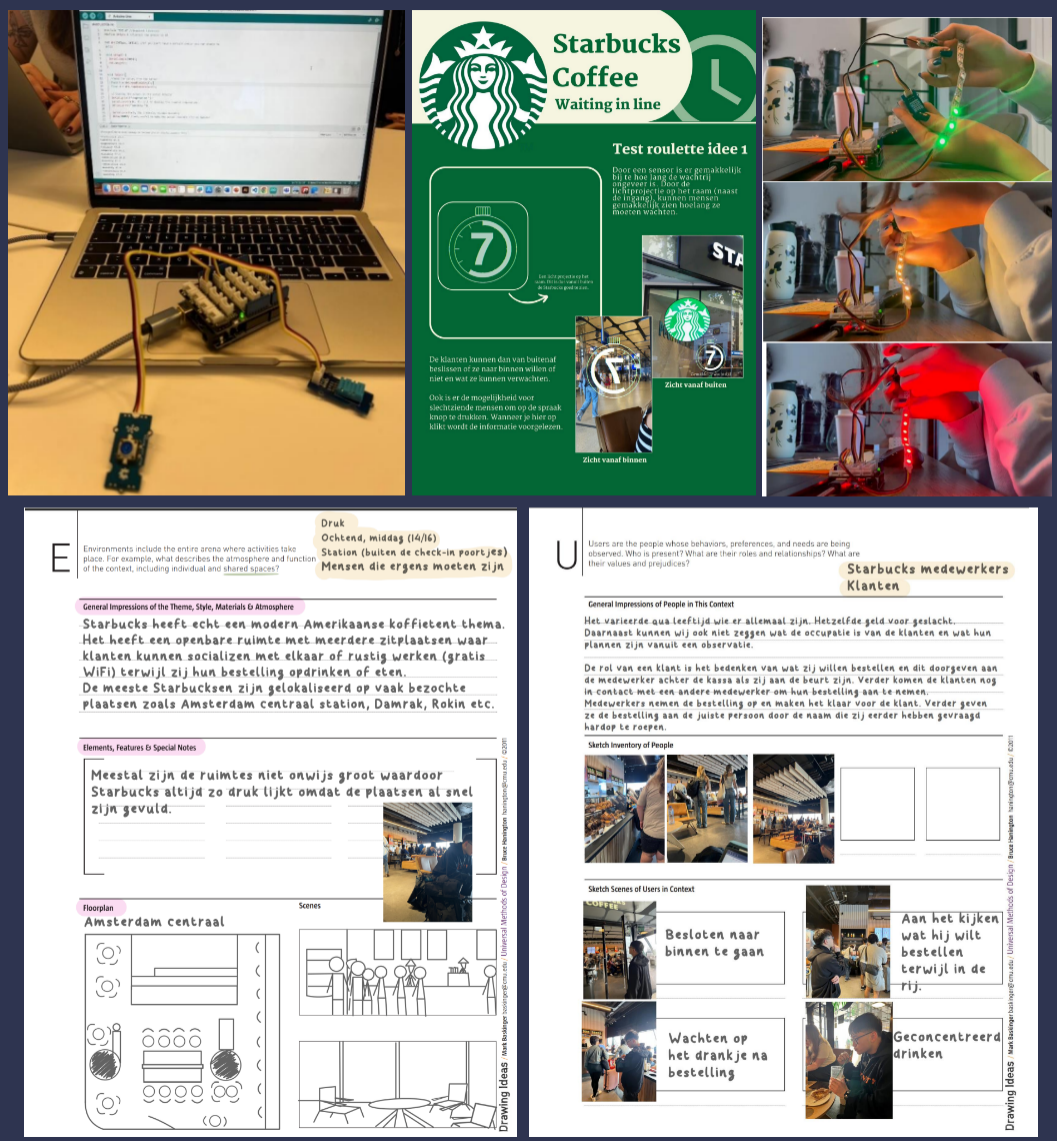 Starbucks
Coffee
Waiting in line
Test roulette idee 1
Door een sensor is er gemakkelijk
bij te hoe lang de wachtrij
ongeveer is. Door de
lichtprojectie op het raam (naast
de ingang), kunnen mensen
gemakkelijk zien hoelang ze
moeten wachten.
7
STA
7
7
Zicht vanaf buiten
De klanten kunnen dan van buitenaf
beslissen of ze naar binnen willen of
niet en wat ze kunnen verwachten.
Ook is er de mogelijkheid voor
slechtziende mensen om op de spraak
knop te drukken. Wanneer je hier op
klikt wordt de informatie voorgelezen.
Zicht vanaf binnen
E
Environments include the entire arena where activities take
place. For example, what describes the atmosphere and function
of the context, including individual and shared spaces?
Druk
Ochtend, middag (14/16)
Station (buiten de check-in poortjes)
Mensen die ergens moeten zijn
General Impressions of the Theme, Style, Materials & Atmosphere
Starbucks heeft echt een modern Amerikaanse koffietent thema.
Het heeft een openbare ruimte met meerdere zitplaatsen waar
klanten kunnen socializen met elkaar of rustig werken (gratis
WiFi) terwijl zij hun bestelling opdrinken of eten.
De meeste Starbucksen zijn gelokaliseerd op vaak bezochte
plaatsen zoals Amsterdam centraal station, Damrak, Rokin etc.
Elements, Features & Special Notes
Meestal zijn de ruimtes niet onwijs groot waardoor
Starbucks altijd zo druk lijkt omdat de plaatsen al snel
zijn gevuld.
Floorplan
Amsterdam centraal
Scenes
Drawing Ideas / Mark Baskinger baskinger@cmu.edu / Universal Methods of Design / Bruce Hanington hanington@cmu.edu / ©2011
U
Users are the people whose behaviors, preferences, and needs are being
observed. Who is present? What are their roles and relationships? What are
their values and prejudices?
Starbucks medewerkers
Klanten
General Impressions of People in This Context
Het varieerde qua leeftijd wie er allemaal zijn. Hetzelfde geld voor geslacht.
Daarnaast kunnen wij ook niet zeggen wat de occupatie is van de klanten en wat hun
plannen zijn vanuit een observatie.
De rol van een klant is het bedenken van wat zij willen bestellen en dit doorgeven aan
de medewerker achter de kassa als zij aan de beurt zijn. Verder komen de klanten nog
in contact met een andere medewerker om hun bestelling aan te nemen.
Medewerkers nemen de bestelling op en maken het klaar voor de klant. Verder geven
ze de bestelling aan de juiste persoon door de naam die zij eerder hebben gevraagd
hardop te roepen.
Sketch Inventory of People
Sketch Scenes of Users in Context
COFFEE
Besloten naar
binnen te gaan
Aan het kijken
wat hij wilt
bestellen
terwijl in de
rij.
Wachten op
het drankje na
bestelling
Geconcentreerd
drinken
Drawing Ideas / Mark Baskinger baskinger@cmu.edu / Universal Methods of Design / Bruce Hanington hanington@cmu.edu / ©2011